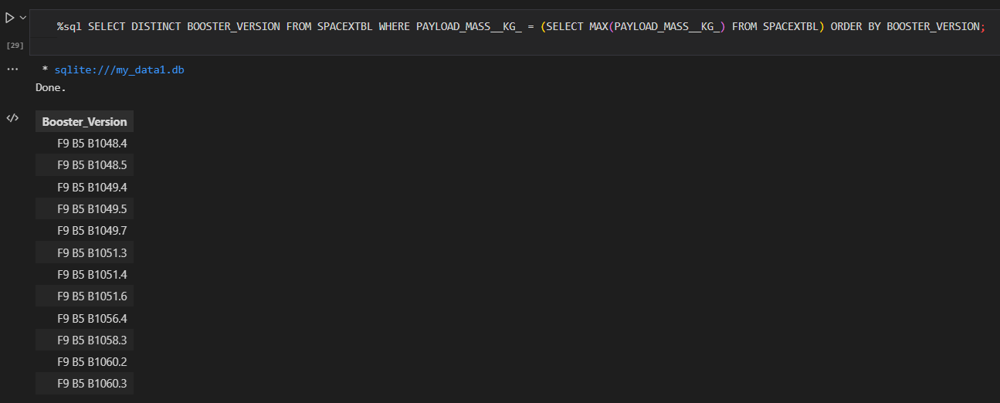 %sql SELECT DISTINCT BOOSTER_VERSION FROM SPACEXTBL WHERE PAYLOAD_MASS__KG_ = (SELECT MAX(PAYLOAD_MASS__KG_) FROM SPACEXTBL) ORDER BY BOOSTER_VERSION;
[29]
... * sqlite:///my_data1.db
Done.
</> Booster_Version
F9 B5 B1048.4
F9 B5 B1048.5
F9 B5 B1049.4
F9 B5 B1049.5
F9 B5 B1049.7
F9 B5 B1051.3
F9 B5 B1051.4
F9 B5 B1051.6
F9 B5 B1056.4
F9 B5 B1058.3
F9 B5 B1060.2
F9 B5 B1060.3